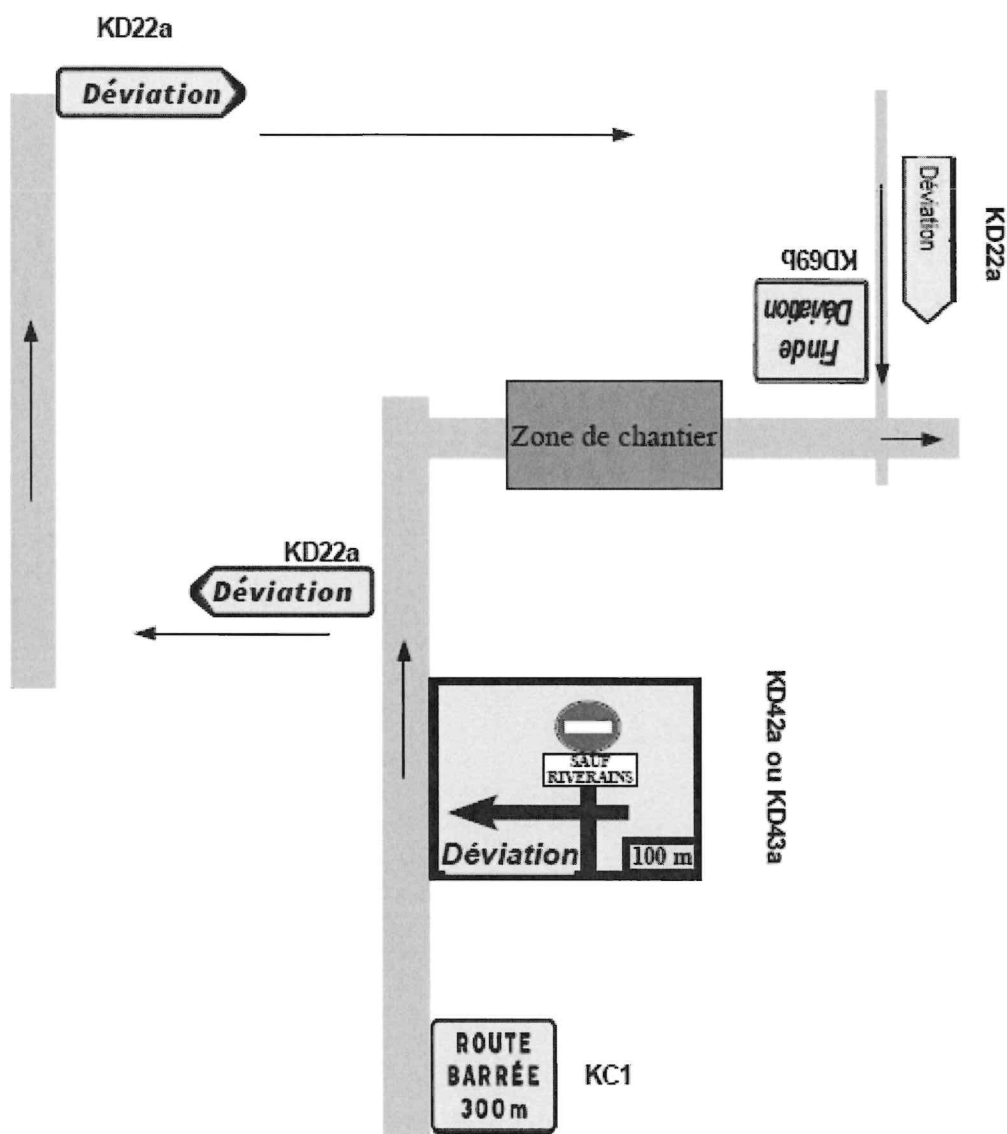 KD22a
Déviation
Déviation
KD22a
KD69b
Fin de
Déviation
Zone de chantier
KD22a
Déviation
SAUF
RIVERAINS
Déviation
100 m
KD42a ou KD43a
ROUTE
BARRÉE
300 m
KC1